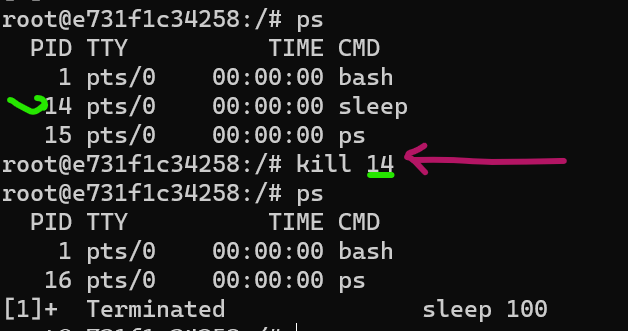 root@e731f1c34258:/# ps
PID TTY TIME CMD
1 pts/0 00:00:00 bash
14 pts/0 00:00:00 sleep
15 pts/0 00:00:00 ps
root@e731f1c34258:/# kill 14
root@e731f1c34258:/# ps
PID TTY TIME CMD
1 pts/0 00:00:00 bash
16 pts/0 00:00:00 ps
[1]+ Terminated sleep 100